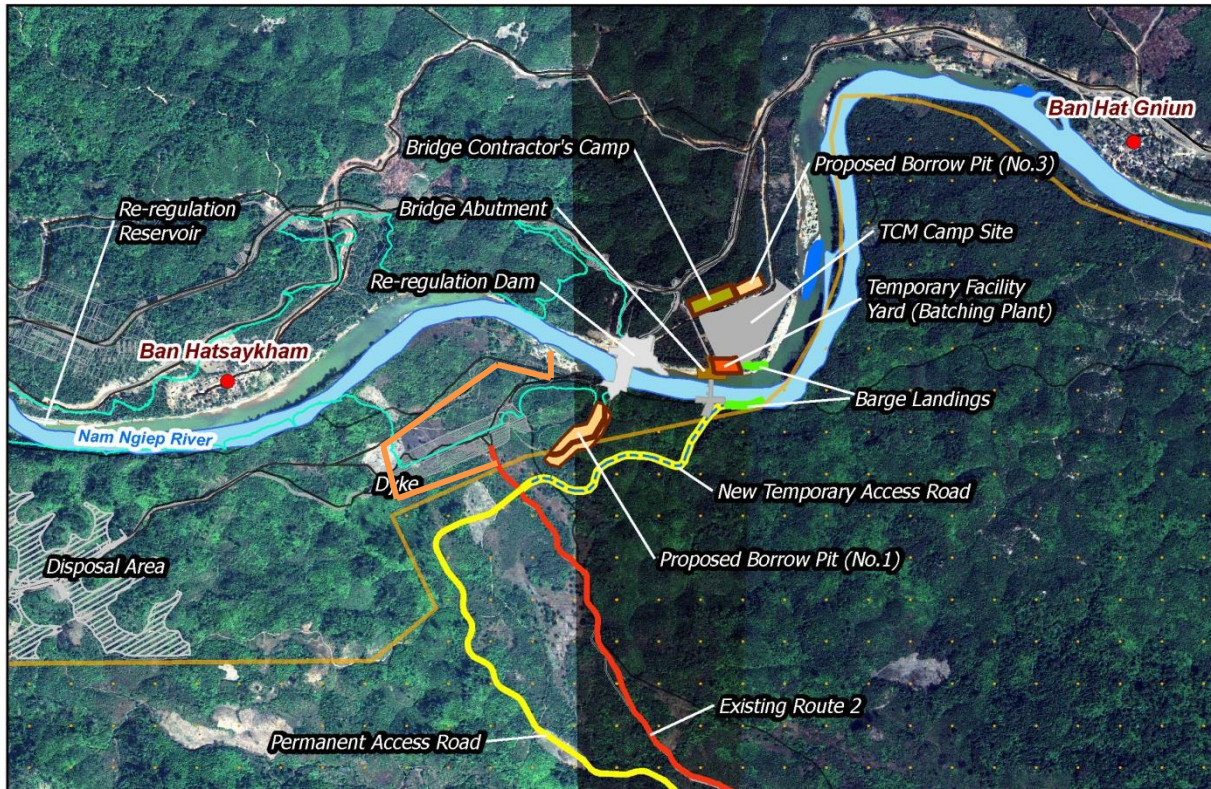 Ban Hat Gniun
Bridge Contractor's Camp
Proposed Borrow Pit (No.3)
Re-regulation
Reservoir
Bridge Abutment
TCM Camp Site
Re-regulation Dam
Temporary Facility
Yard (Batching Plant)
Ban Hatsaykham
Barge Landings
Nam Ngiep River
Dyke
New Temporary Access Road
Disposal Area
Proposed Borrow Pit (No.1)
Existing Route 2
Permanent Access Road